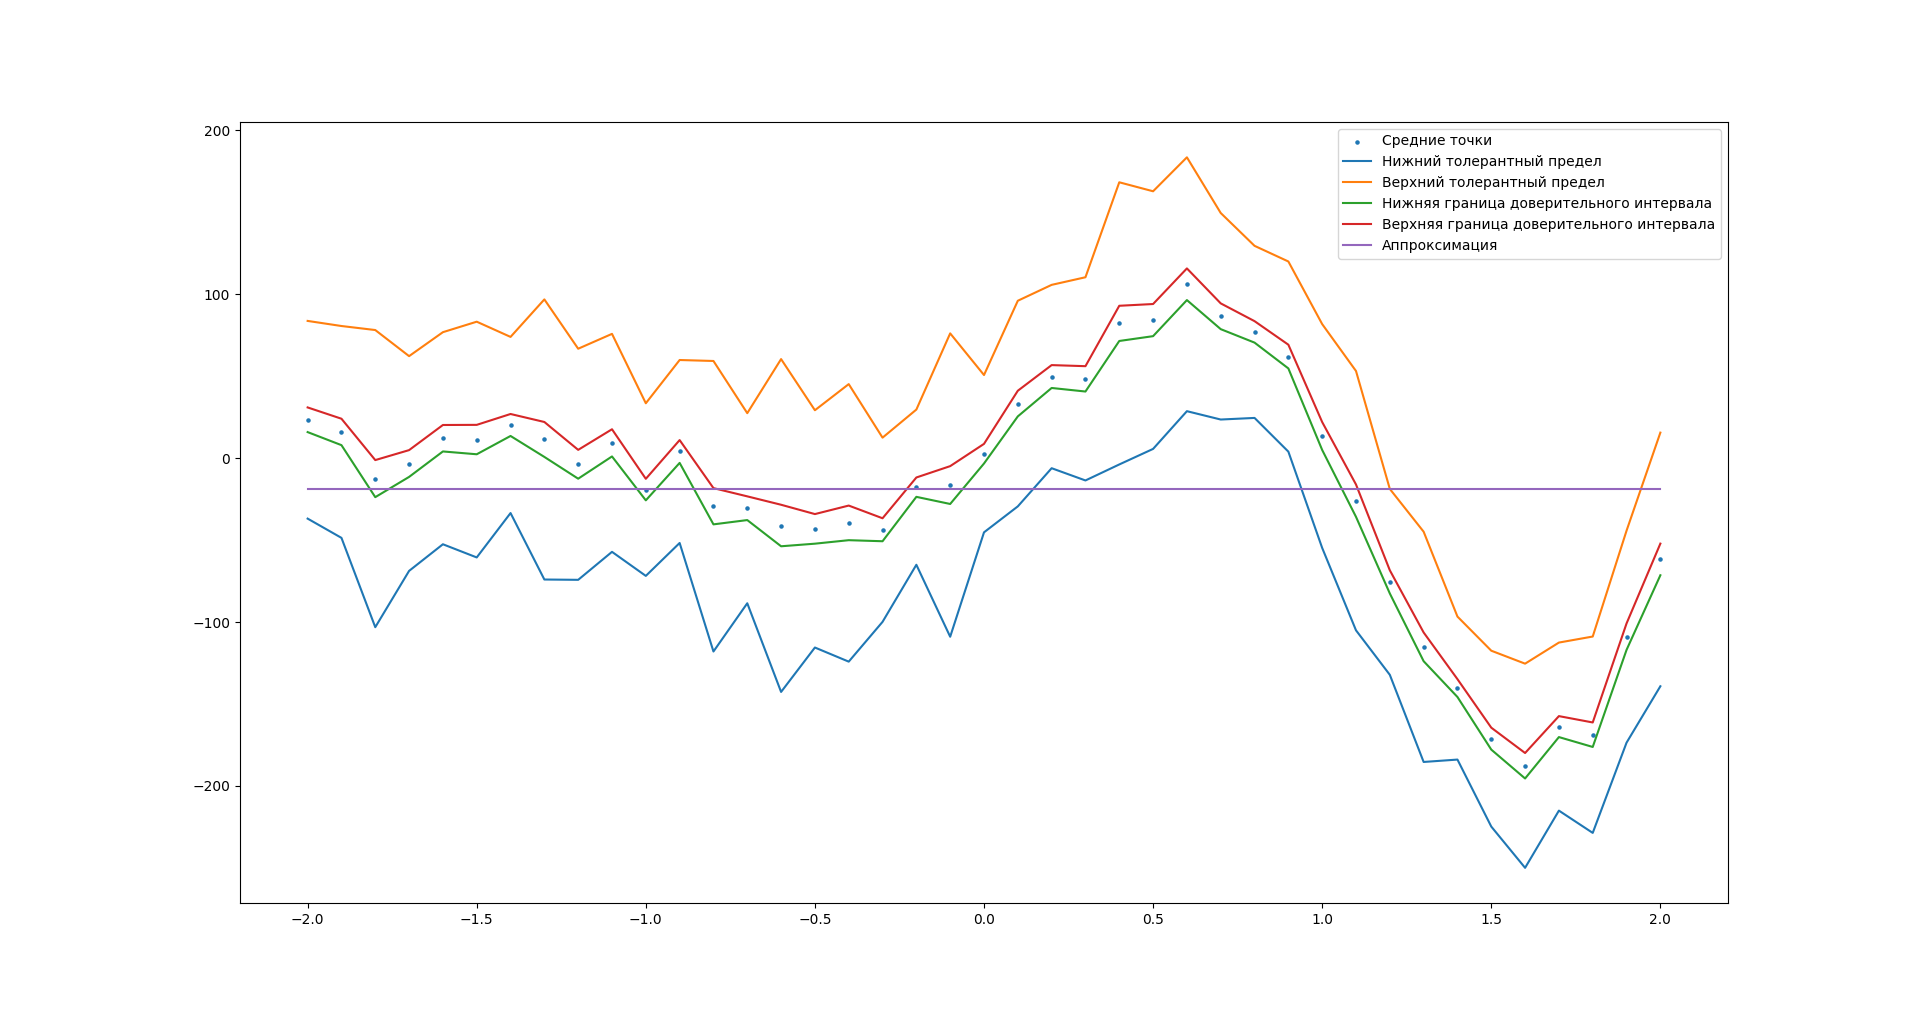 200
100
0
−100
−200
−2.0
−1.5
−1.0
−0.5
0.0
0.5
1.0
1.5
2.0
Средние точки
Нижний толерантный предел
Верхний толерантный предел
Нижняя граница доверительного интервала
Верхняя граница доверительного интервала
Аппроксимация